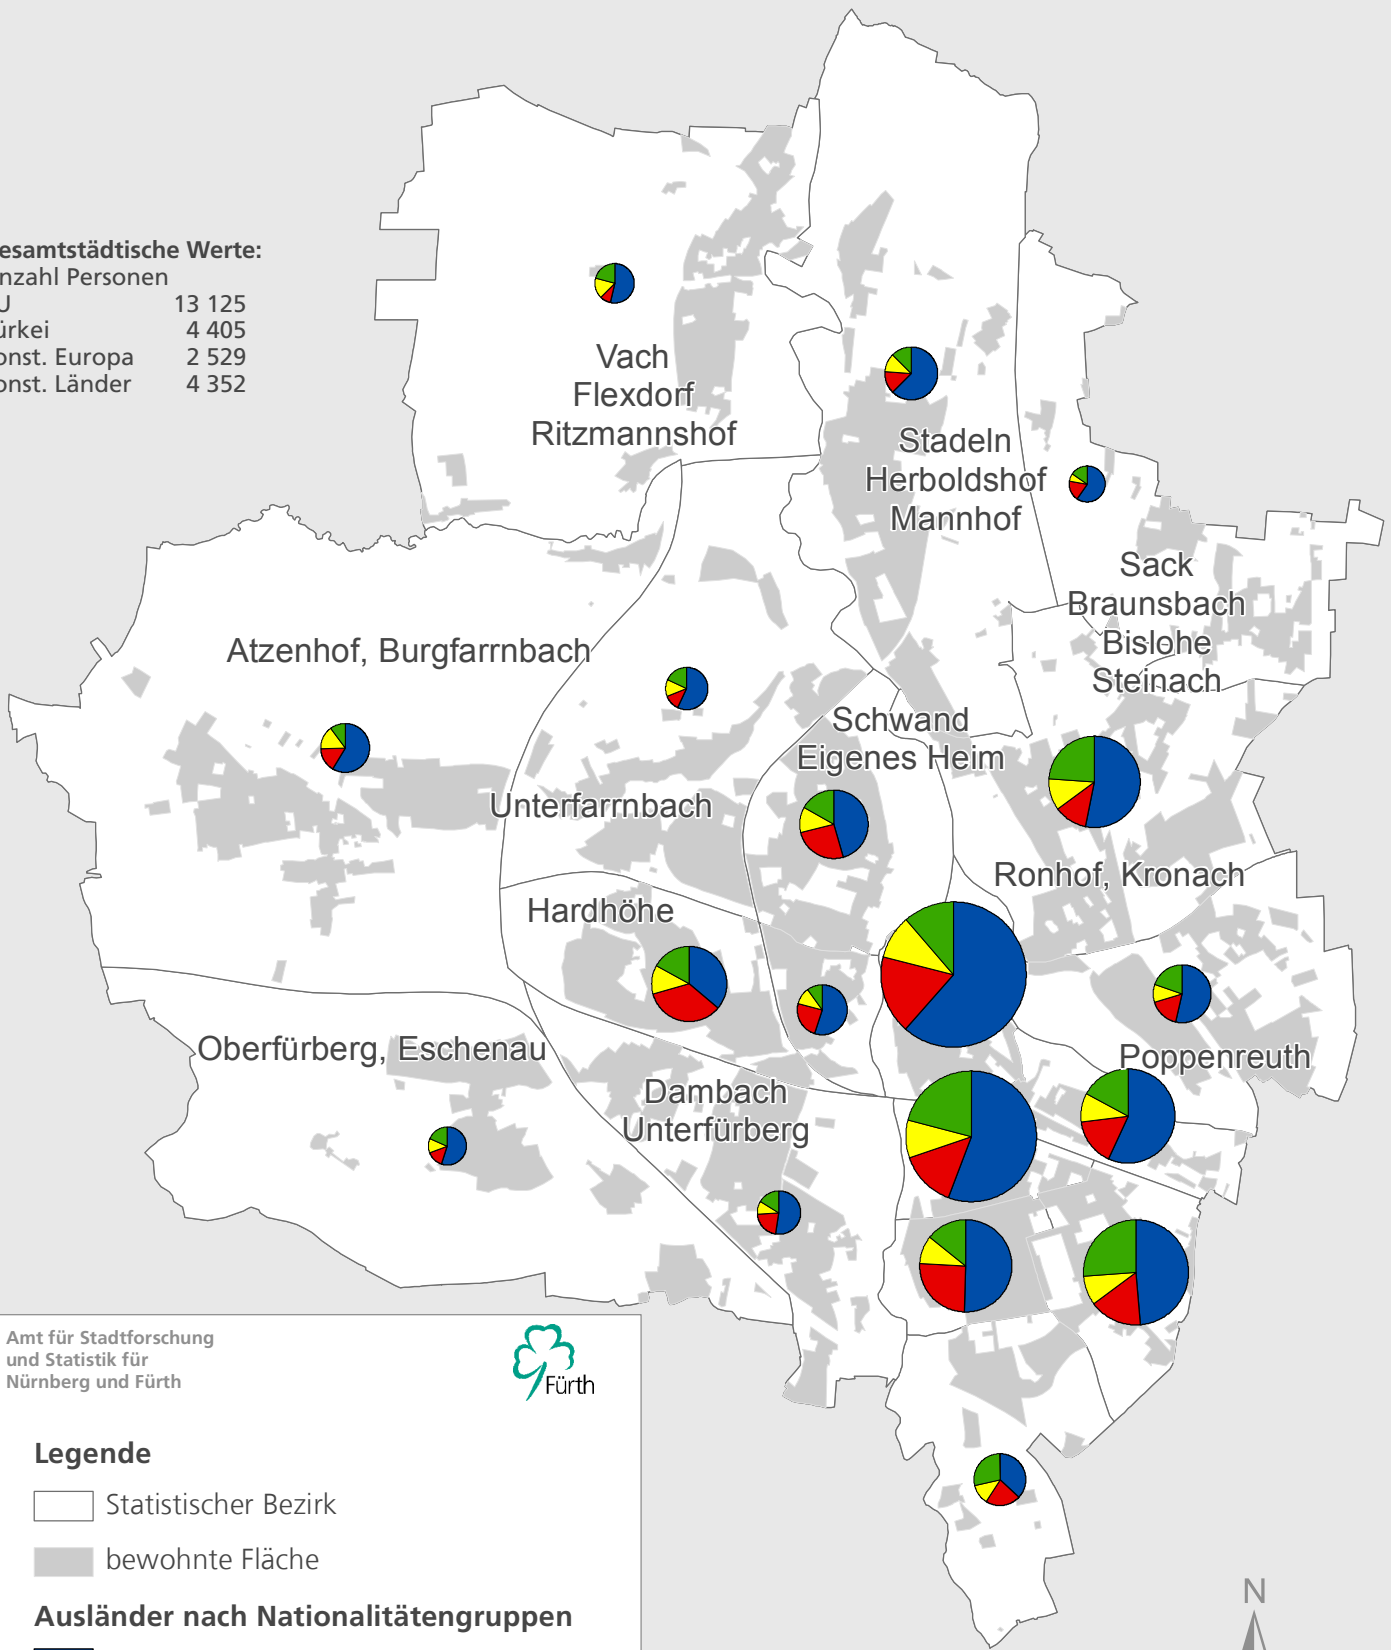 esamtstädtische Werte:
nzahl Personen
U 13 125
ürkei 4 405
onst. Europa 2 529
onst. Länder 4 352
Vach
Flexdorf
Ritzmannshof
Stadeln
Herboldshof
Mannhof
Sack
Braunsbach
Bislohe
Steinach
Atzenhof, Burgfarrnbach
Schwand
Eigenes Heim
Unterfarrnbach
Ronhof, Kronach
Hardhöhe
Oberfürberg, Eschenau
Poppenreuth
Dambach
Unterfürberg
Amt für Stadtforschung
und Statistik für
Nürnberg und Fürth
Fürth
Legende
Statistischer Bezirk
bewohnte Fläche
Ausländer nach Nationalitätengruppen
N